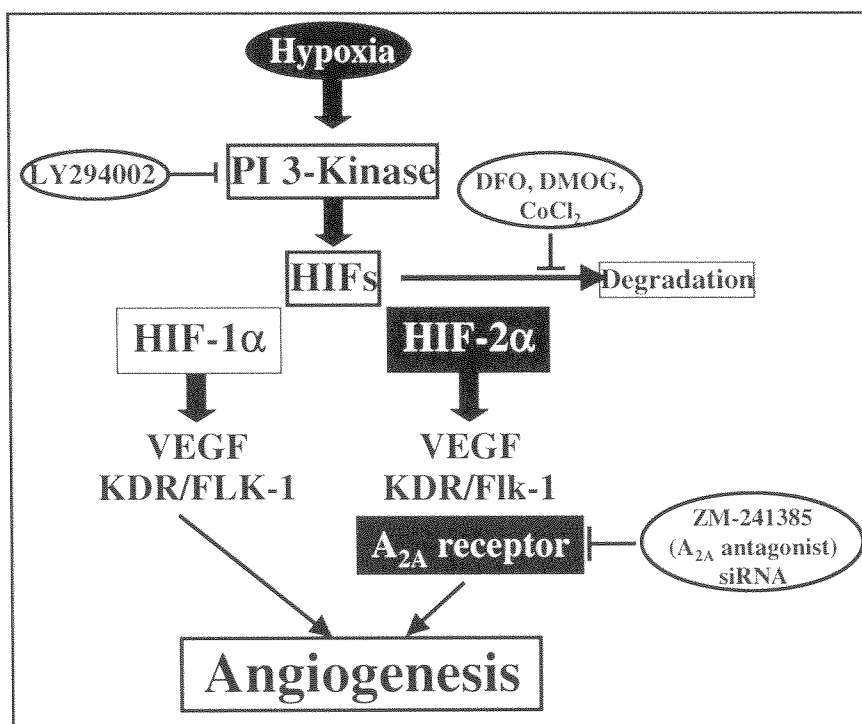 Hypoxia
LY294002
PI 3-Kinase
DFO, DMOG,
CoCl₂
HIFs
Degradation
HIF-1α
HIF-2α
VEGF
KDR/FLK-1
VEGF
KDR/Flk-1
A₂A receptor
ZM-241385
(A₂A antagonist)
siRNA
Angiogenesis